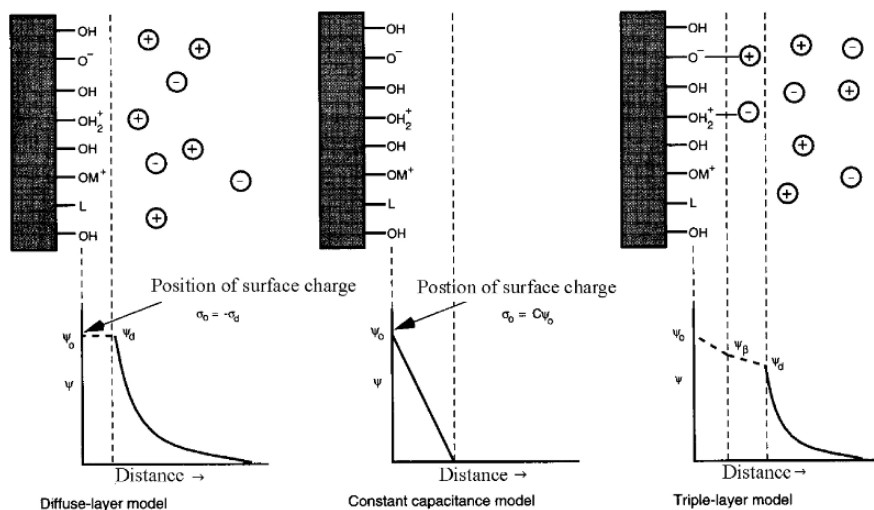 OH
O⁻
OH
OH₂⁺
OH
OM⁺
L
OH
+
+
-
+
+
-
-
+
Position of surface charge
σ₀ = -σd
ψ₀
ψd
ψ
Distance →
Diffuse-layer model
OH
O⁻
OH
OH₂⁺
OH
OM⁺
L
OH
Postion of surface charge
σ₀ = Cψ₀
ψ₀
ψ
Distance →
Constant capacitance model
OH
O⁻
OH
OH₂⁺
OH
OM⁺
L
OH
+
-
+
-
-
+
+
-
+
ψ₀
ψβ
ψd
ψ
Distance →
Triple-layer model